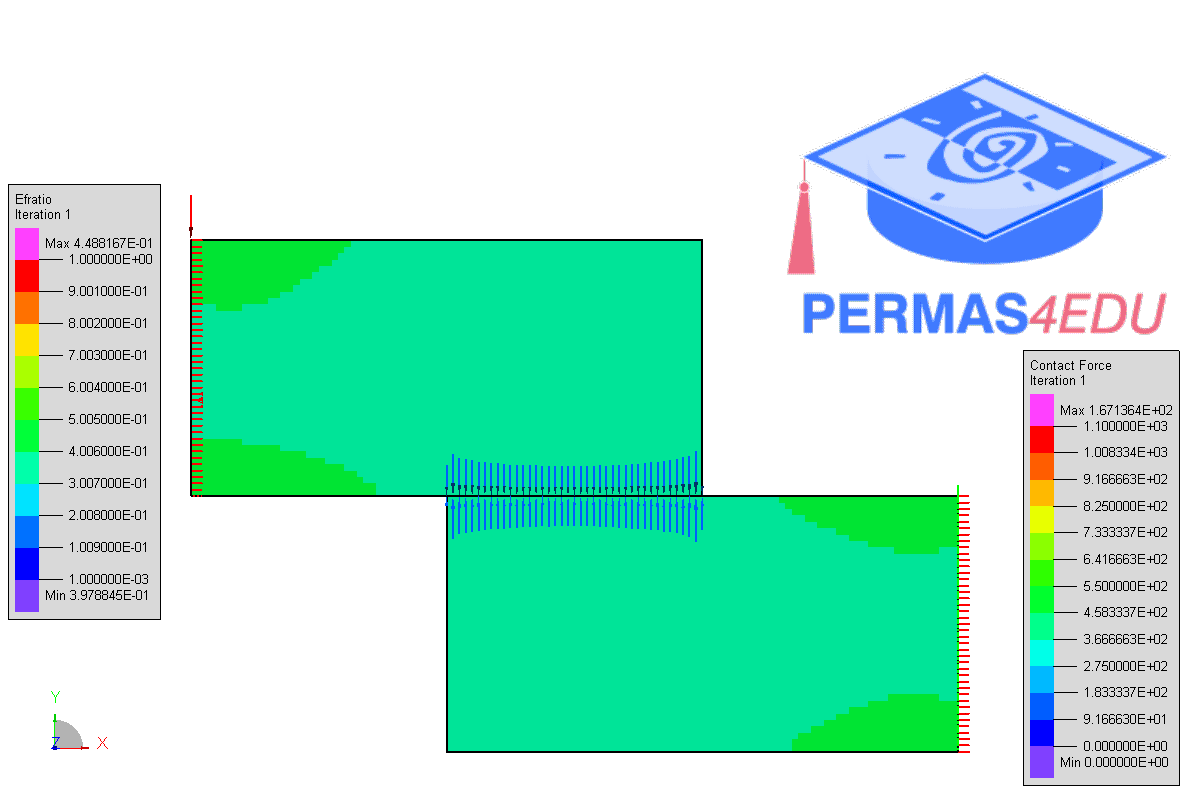 PERMAS4EDU
Efratio
Iteration 1
Max 4.488167E-01
1.000000E+00
9.001000E-01
8.002000E-01
7.003000E-01
6.004000E-01
5.005000E-01
4.006000E-01
3.007000E-01
2.008000E-01
1.009000E-01
1.000000E-03
Min 3.978845E-01
Contact Force
Iteration 1
Max 1.671364E+02
1.100000E+03
1.008334E+03
9.166663E+02
8.250000E+02
7.333337E+02
6.416663E+02
5.500000E+02
4.583337E+02
3.666663E+02
2.750000E+02
1.833337E+02
9.166630E+01
0.000000E+00
Min 0.000000E+00
Y
Z
X